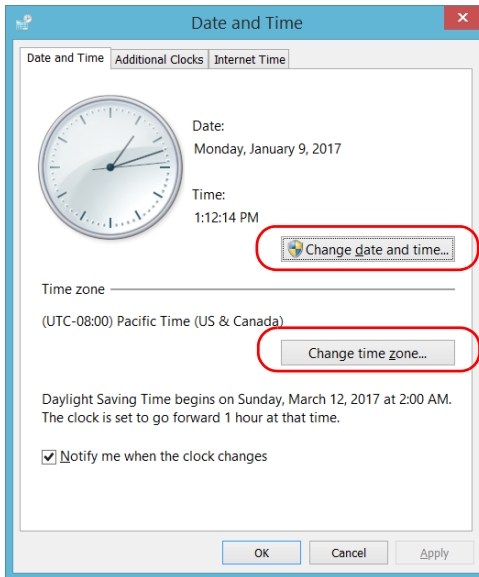 Date and Time
Date and Time Additional Clocks Internet Time
Date:
Monday, January 9, 2017
Time:
1:12:14 PM
Change date and time...
Time zone
(UTC-08:00) Pacific Time (US & Canada)
Change time zone...
Daylight Saving Time begins on Sunday, March 12, 2017 at 2:00 AM.
The clock is set to go forward 1 hour at that time.
Notify me when the clock changes
OK Cancel Apply